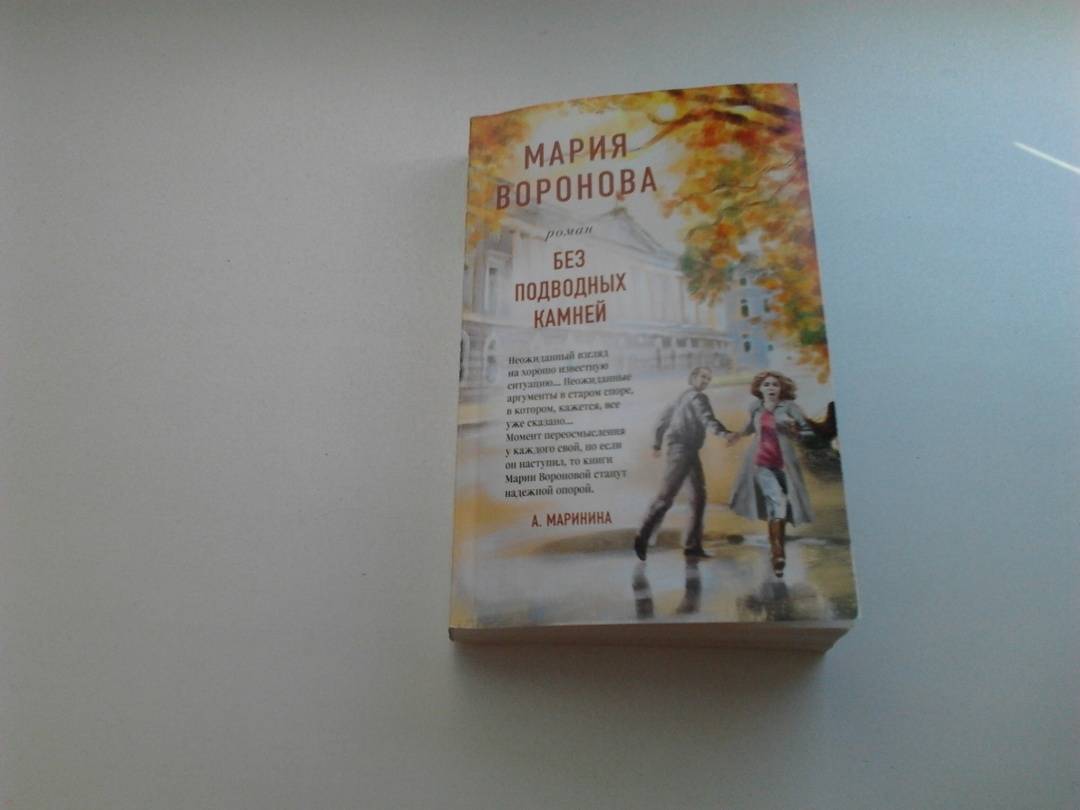 МАРИЯ
ВОРОНОВА
роман
БЕЗ
ПОДВОДНЫХ
КАМНЕЙ
Неожиданный взгляд
на хорошо известную
ситуацию... Неожиданные
аргументы в старом споре,
в котором, кажется, все
уже сказано...
Момент переосмысления
у каждого свой, но если
он наступил, то книги
Марии Вороновой станут
надежной опорой.
А. МАРИНИНА